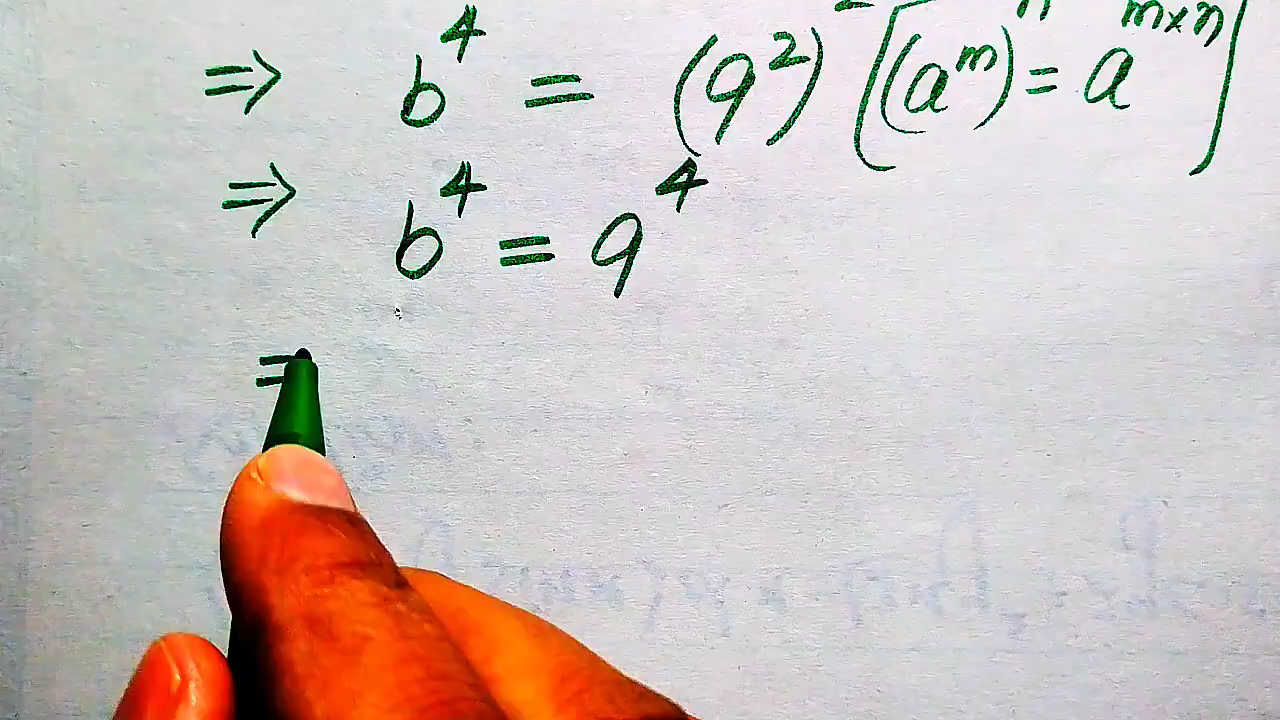 ⇒ b⁴ = (9²)² [(aᵐ)ⁿ = aᵐˣⁿ]
⇒ b⁴ = 9⁴
=